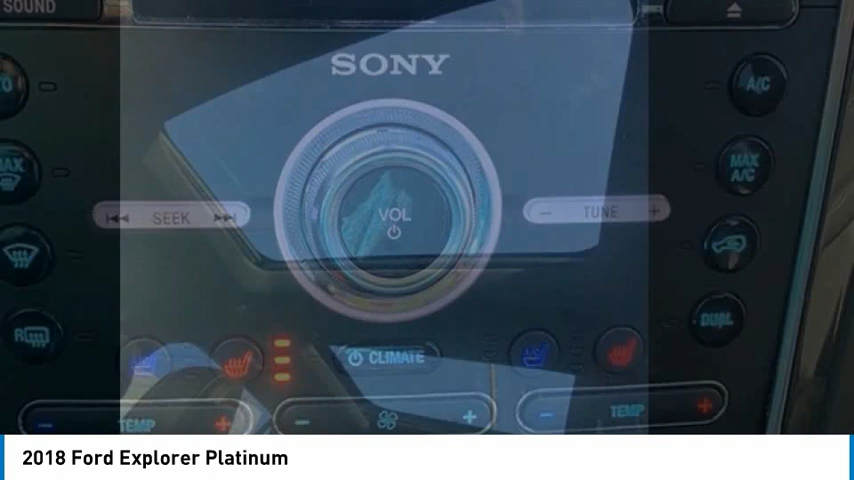 SOUND
SONY
A/C
MAX
MAX
A/C
SEEK
VOL
TUNE
R
DUAL
CLIMATE
- TEMP +
- +
- TEMP +
2018 Ford Explorer Platinum